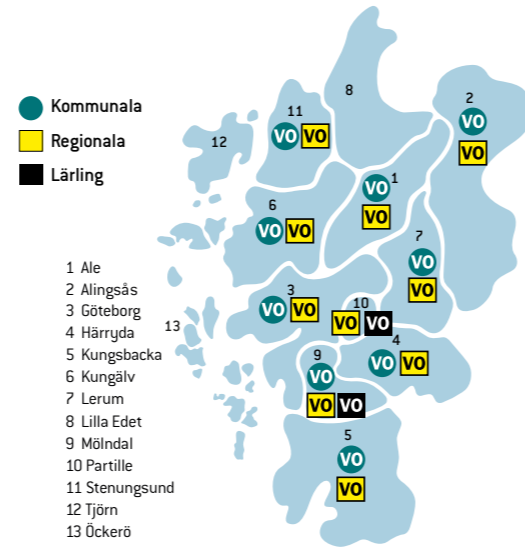 Kommunala
Regionala
Lärling
8
2
VO
VO
11
VO VO
12
1
VO
VO
6
VO VO
7
VO
VO
3
VO VO
10
VO VO
4
VO VO
13
9
VO
VO VO
5
VO
VO
1 Ale
2 Alingsås
3 Göteborg
4 Härryda
5 Kungsbacka
6 Kungälv
7 Lerum
8 Lilla Edet
9 Mölndal
10 Partille
11 Stenungsund
12 Tjörn
13 Öckerö